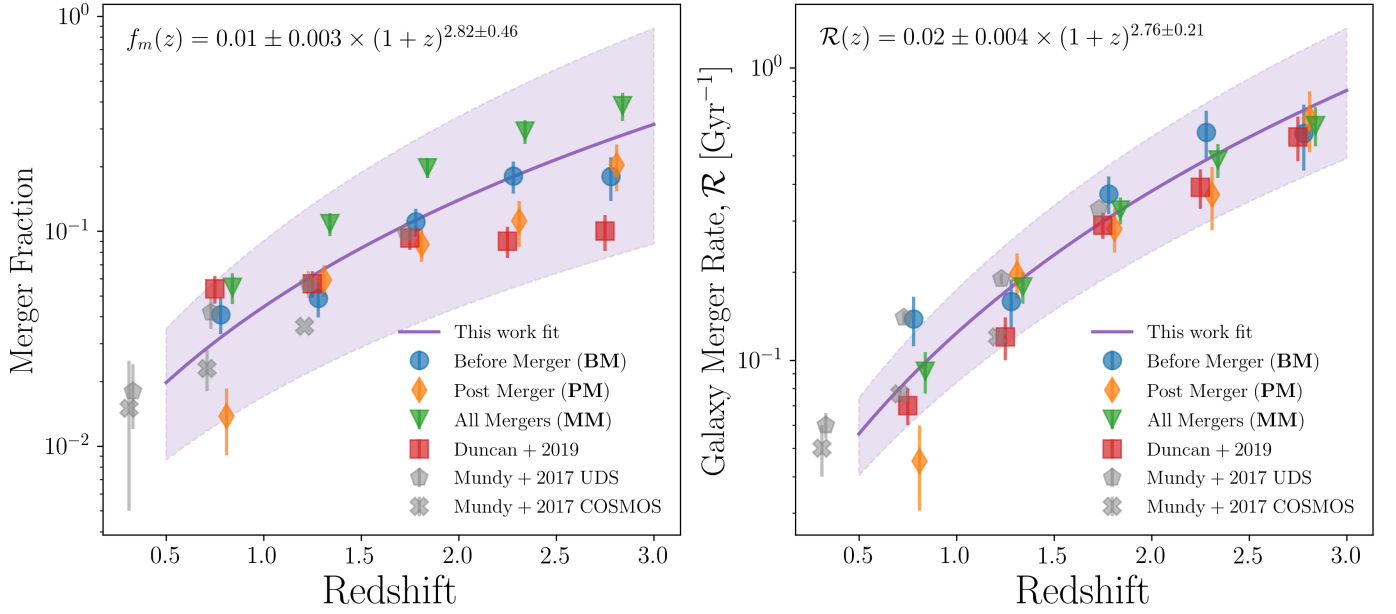 f_m(z) = 0.01 ± 0.003 × (1 + z)^{2.82±0.46}
10^0
10^{-1}
10^{-2}
Merger Fraction
This work fit
Before Merger (BM)
Post Merger (PM)
All Mergers (MM)
Duncan + 2019
Mundy + 2017 UDS
Mundy + 2017 COSMOS
0.5 1.0 1.5 2.0 2.5 3.0
Redshift
ℛ(z) = 0.02 ± 0.004 × (1 + z)^{2.76±0.21}
10^0
10^{-1}
Galaxy Merger Rate, ℛ [Gyr^{-1}]
This work fit
Before Merger (BM)
Post Merger (PM)
All Mergers (MM)
Duncan + 2019
Mundy + 2017 UDS
Mundy + 2017 COSMOS
0.5 1.0 1.5 2.0 2.5 3.0
Redshift